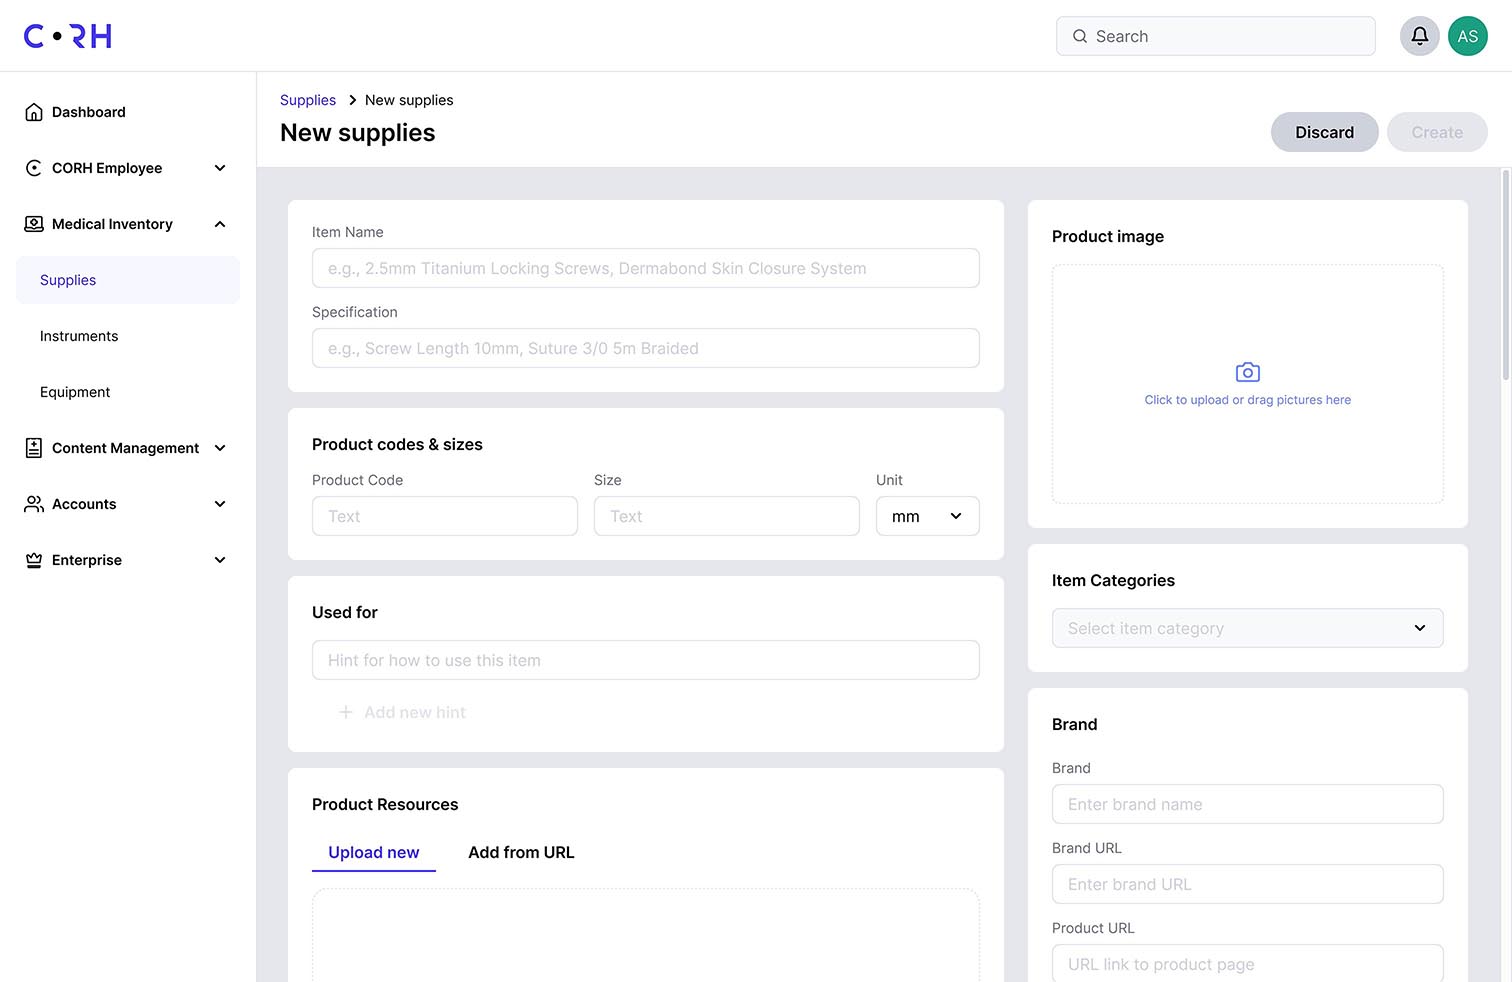 CORH
Search
AS
Dashboard
CORH Employee
Medical Inventory
Supplies
Instruments
Equipment
Content Management
Accounts
Enterprise
Supplies > New supplies
New supplies
Discard
Create
Item Name
e.g., 2.5mm Titanium Locking Screws, Dermabond Skin Closure System
Specification
e.g., Screw Length 10mm, Suture 3/0 5m Braided
Product codes & sizes
Product Code
Size
Unit
Text
Text
mm
Used for
Hint for how to use this item
+ Add new hint
Product Resources
Upload new
Add from URL
Product image
Click to upload or drag pictures here
Item Categories
Select item category
Brand
Brand
Enter brand name
Brand URL
Enter brand URL
Product URL
URL link to product page